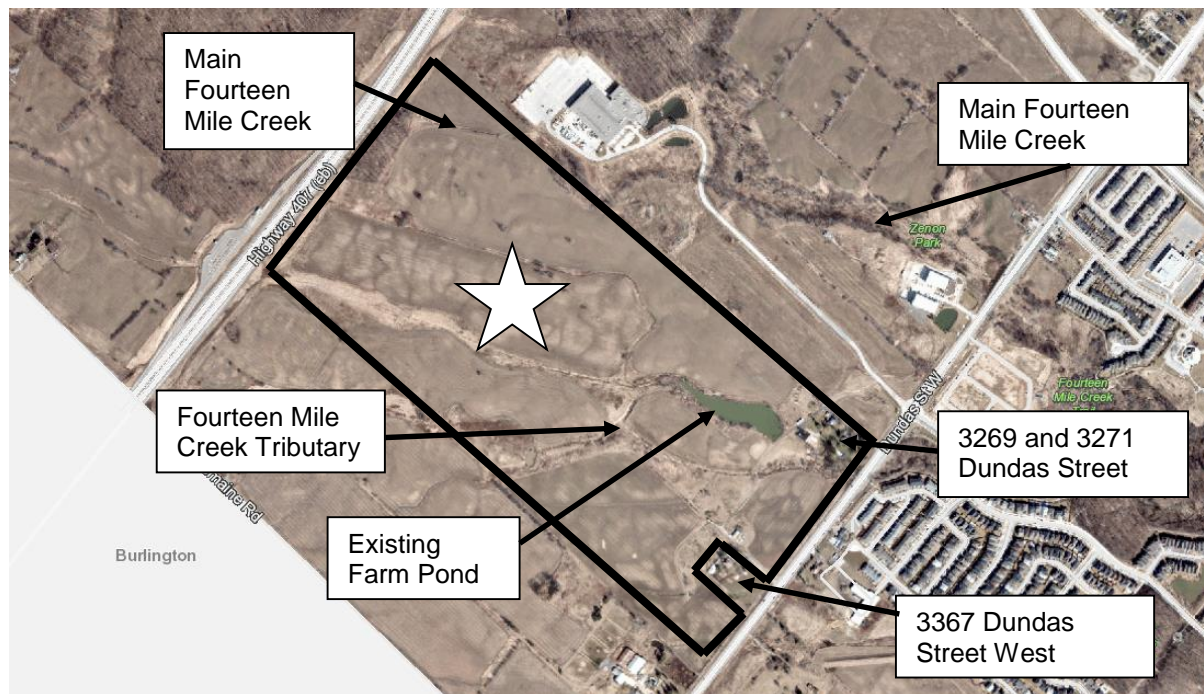 Main
Fourteen
Mile Creek
Main Fourteen
Mile Creek
Highway 407 (eb)
Zenon
Park
Fourteen Mile
Creek Tributary
Dundas St W
Fourteen
Mile Creek
3269 and 3271
Dundas Street
Existing
Farm Pond
Burlington
3367 Dundas
Street West